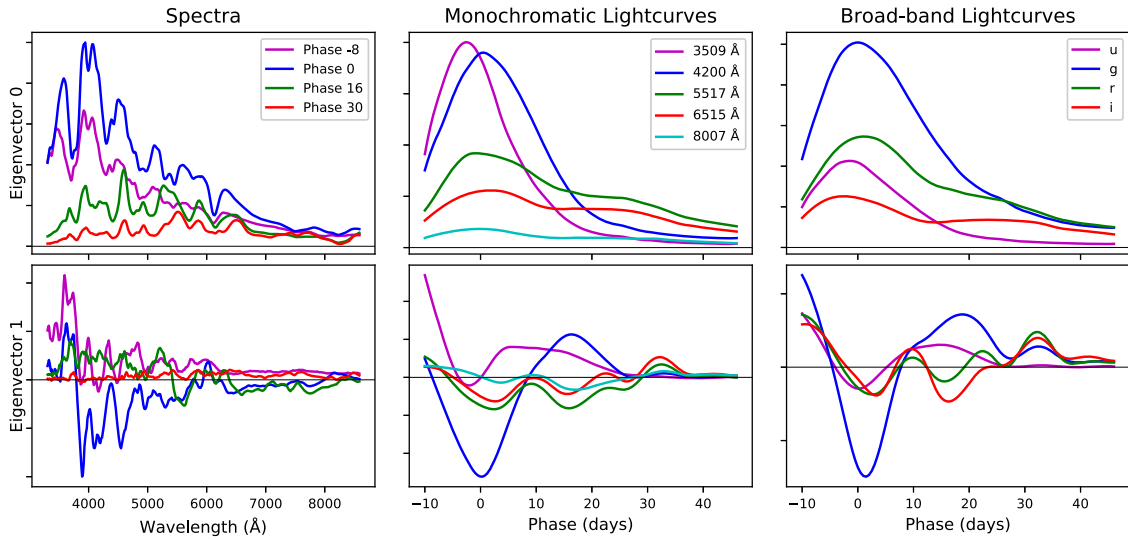 Spectra
Monochromatic Lightcurves
Broad-band Lightcurves
Eigenvector 0
Phase -8
Phase 0
Phase 16
Phase 30
3509 Å
4200 Å
5517 Å
6515 Å
8007 Å
u
g
r
i
Eigenvector 1
4000 5000 6000 7000 8000
−10 0 10 20 30 40
−10 0 10 20 30 40
Wavelength (Å)
Phase (days)
Phase (days)